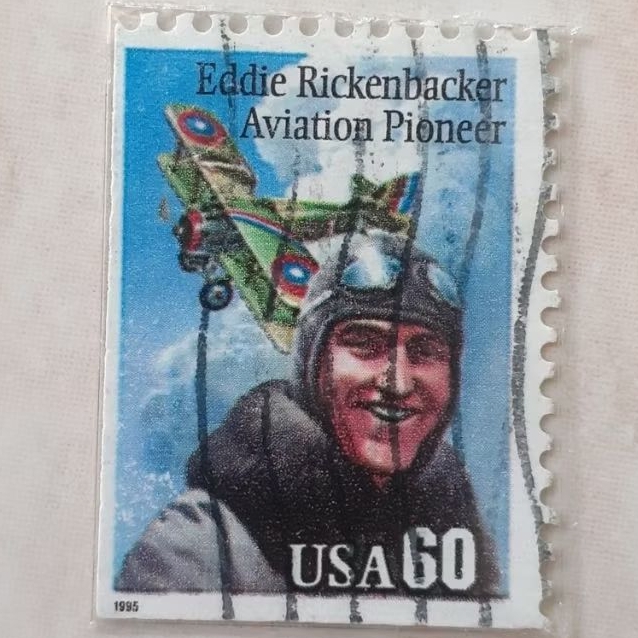 Eddie Rickenbacker
Aviation Pioneer
USA 60
1995